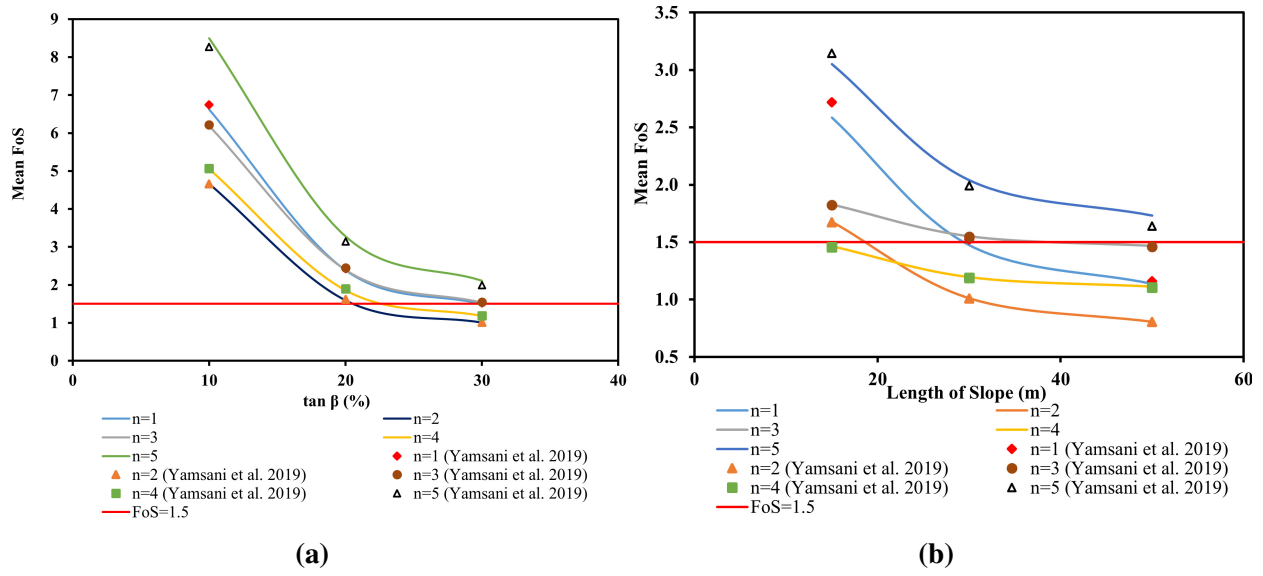 (a)
Mean FoS
9
8
7
6
5
4
3
2
1
0
0 10 20 30 40
tan β (%)
n=1 n=2
n=3 n=4
n=5 n=1 (Yamsani et al. 2019)
n=2 (Yamsani et al. 2019) n=3 (Yamsani et al. 2019)
n=4 (Yamsani et al. 2019) n=5 (Yamsani et al. 2019)
FoS=1.5
(b)
Mean FoS
3.5
3.0
2.5
2.0
1.5
1.0
0.5
0 20 40 60
Length of Slope (m)
n=1 n=2
n=3 n=4
n=5 n=1 (Yamsani et al. 2019)
n=2 (Yamsani et al. 2019) n=3 (Yamsani et al. 2019)
n=4 (Yamsani et al. 2019) n=5 (Yamsani et al. 2019)
FoS=1.5